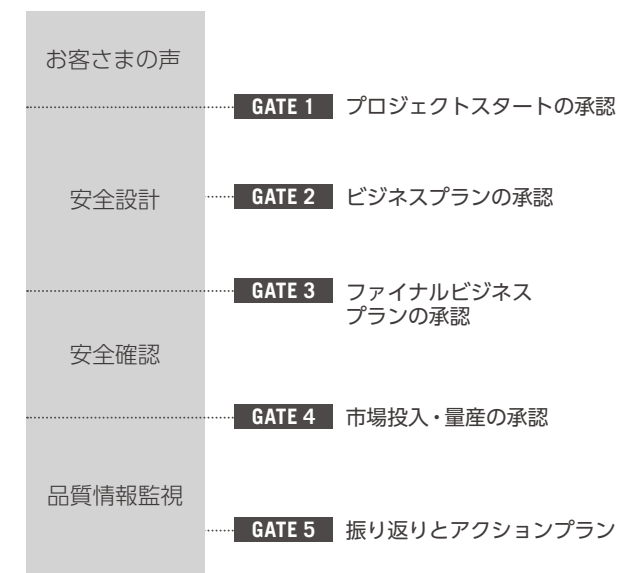 お客さまの声
GATE 1 プロジェクトスタートの承認
安全設計 GATE 2 ビジネスプランの承認
GATE 3 ファイナルビジネス
プランの承認
安全確認
GATE 4 市場投入・量産の承認
品質情報監視
GATE 5 振り返りとアクションプラン